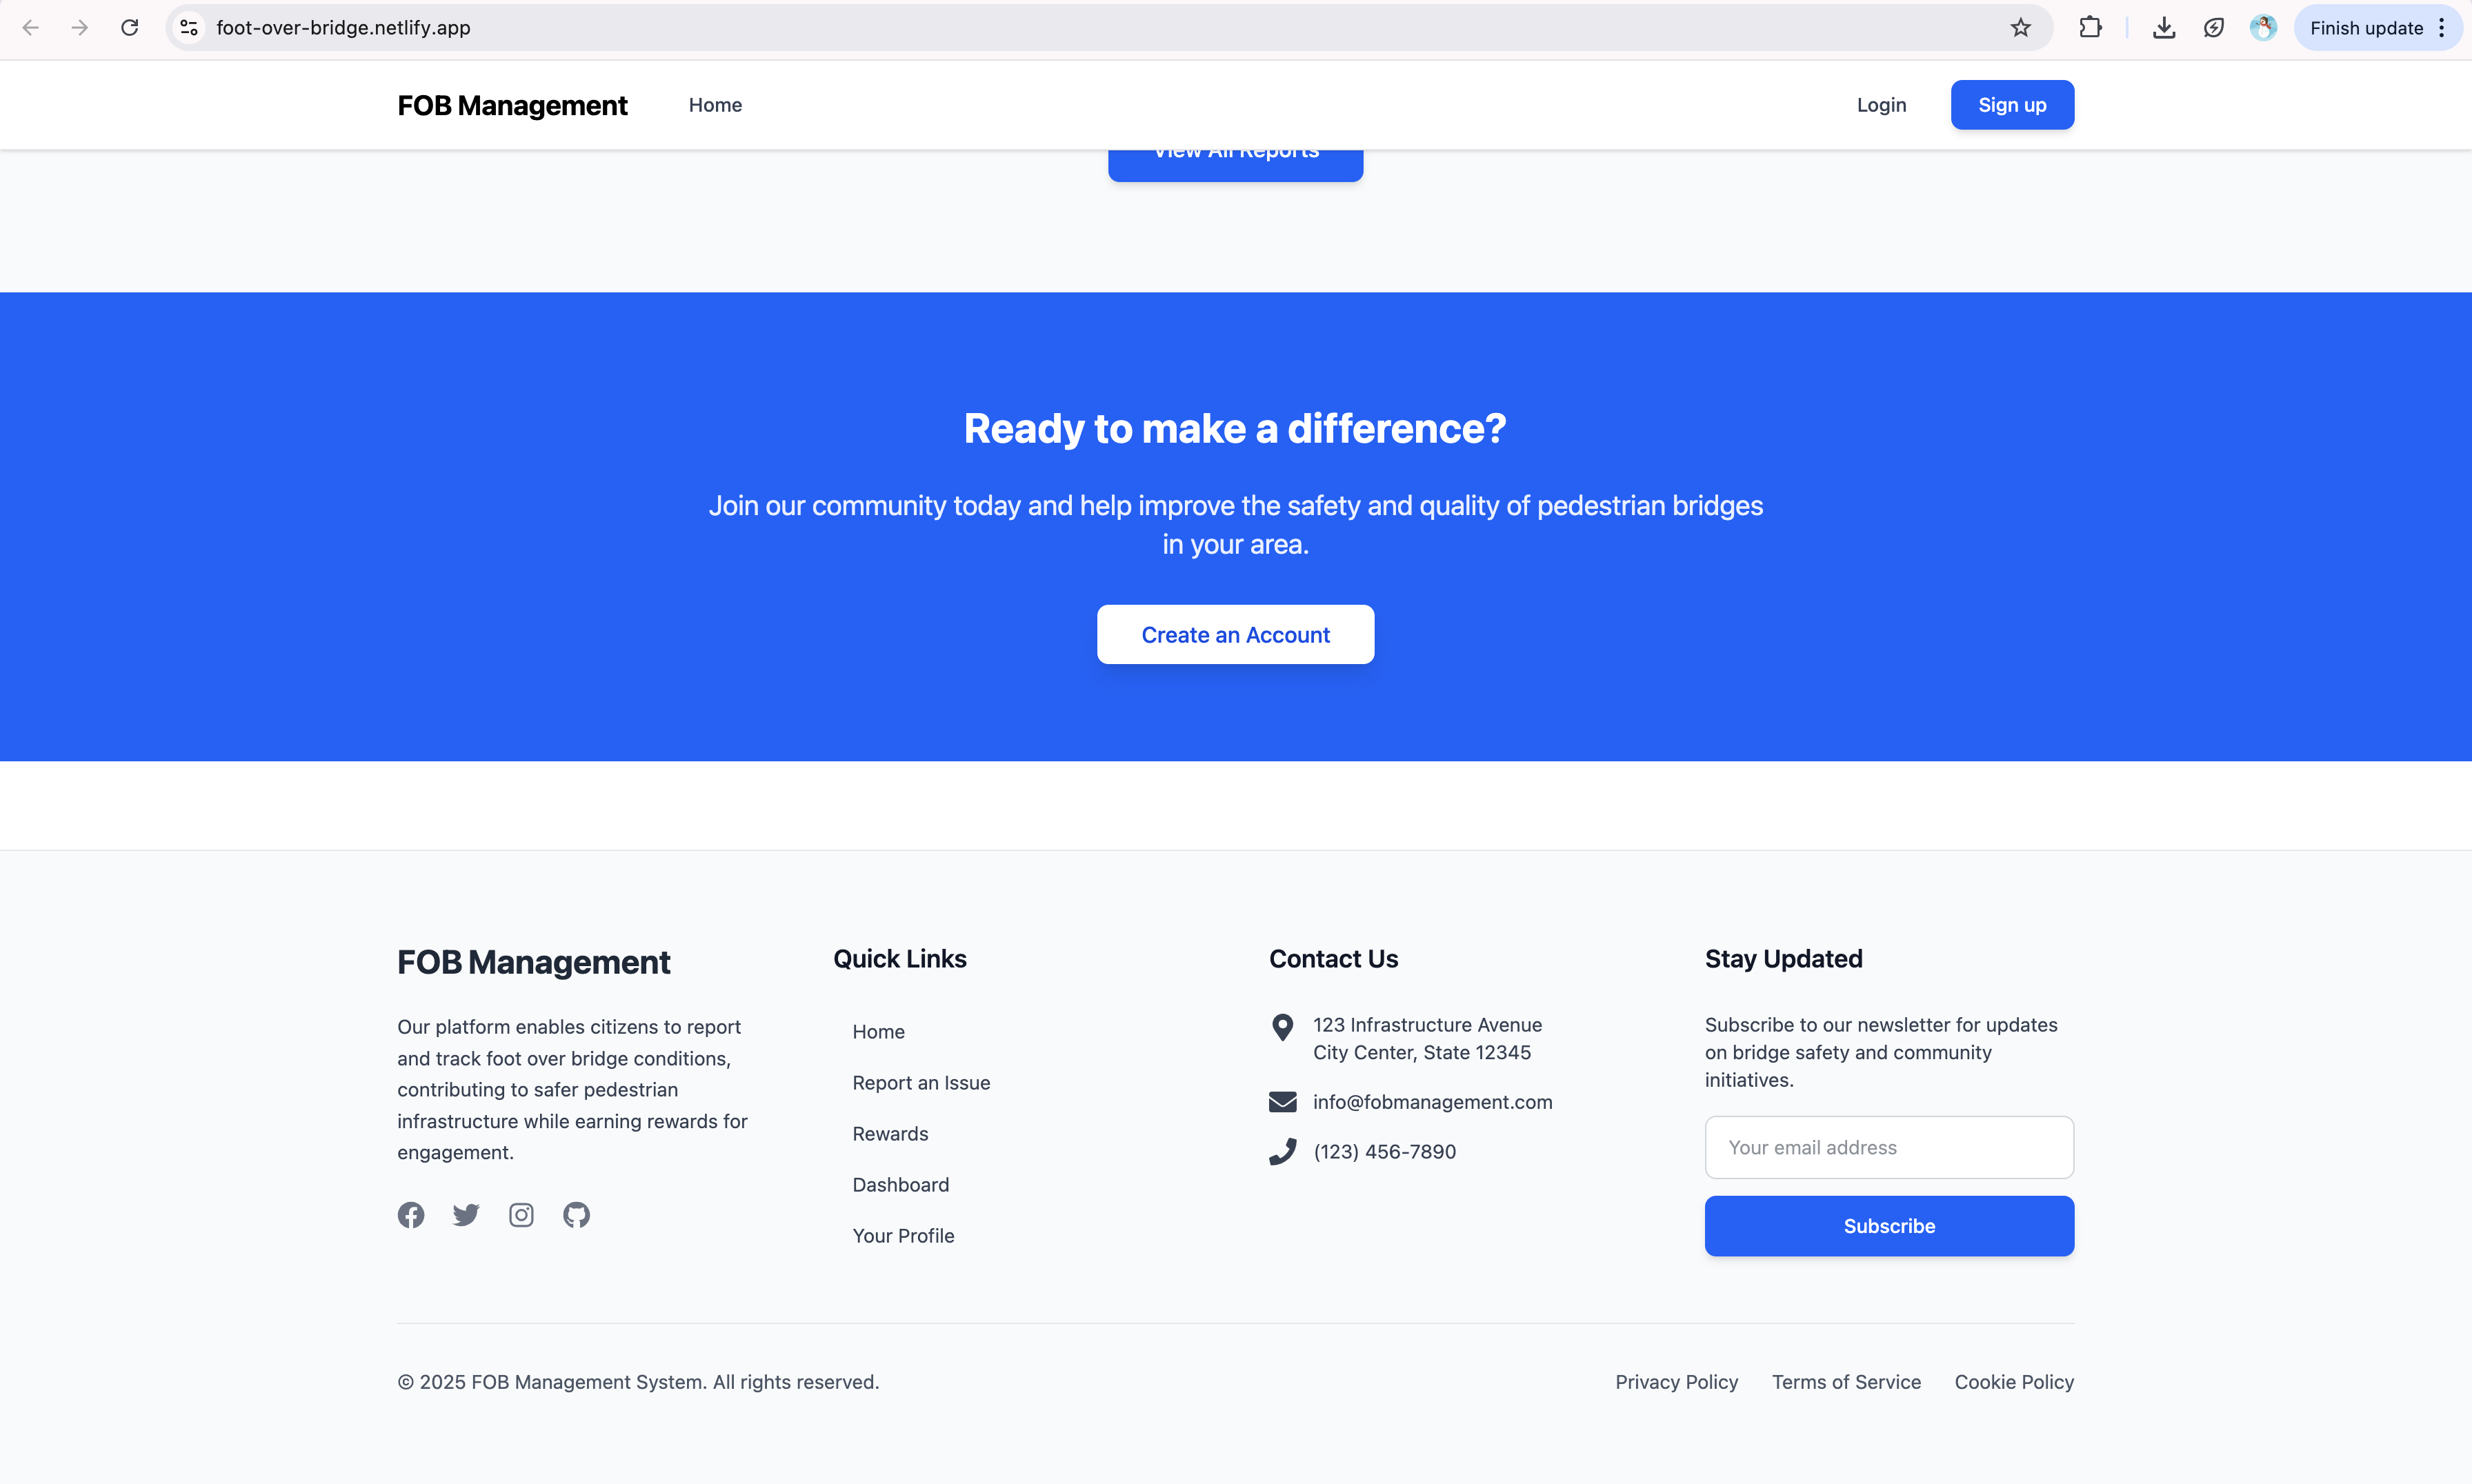 foot-over-bridge.netlify.app
Finish update
FOB Management
Home
Login
Sign up
View All Reports
Ready to make a difference?
Join our community today and help improve the safety and quality of pedestrian bridges
in your area.
Create an Account
FOB Management
Our platform enables citizens to report
and track foot over bridge conditions,
contributing to safer pedestrian
infrastructure while earning rewards for
engagement.
Quick Links
Home
Report an Issue
Rewards
Dashboard
Your Profile
Contact Us
123 Infrastructure Avenue
City Center, State 12345
info@fobmanagement.com
(123) 456-7890
Stay Updated
Subscribe to our newsletter for updates
on bridge safety and community
initiatives.
Your email address
Subscribe
© 2025 FOB Management System. All rights reserved.
Privacy Policy
Terms of Service
Cookie Policy